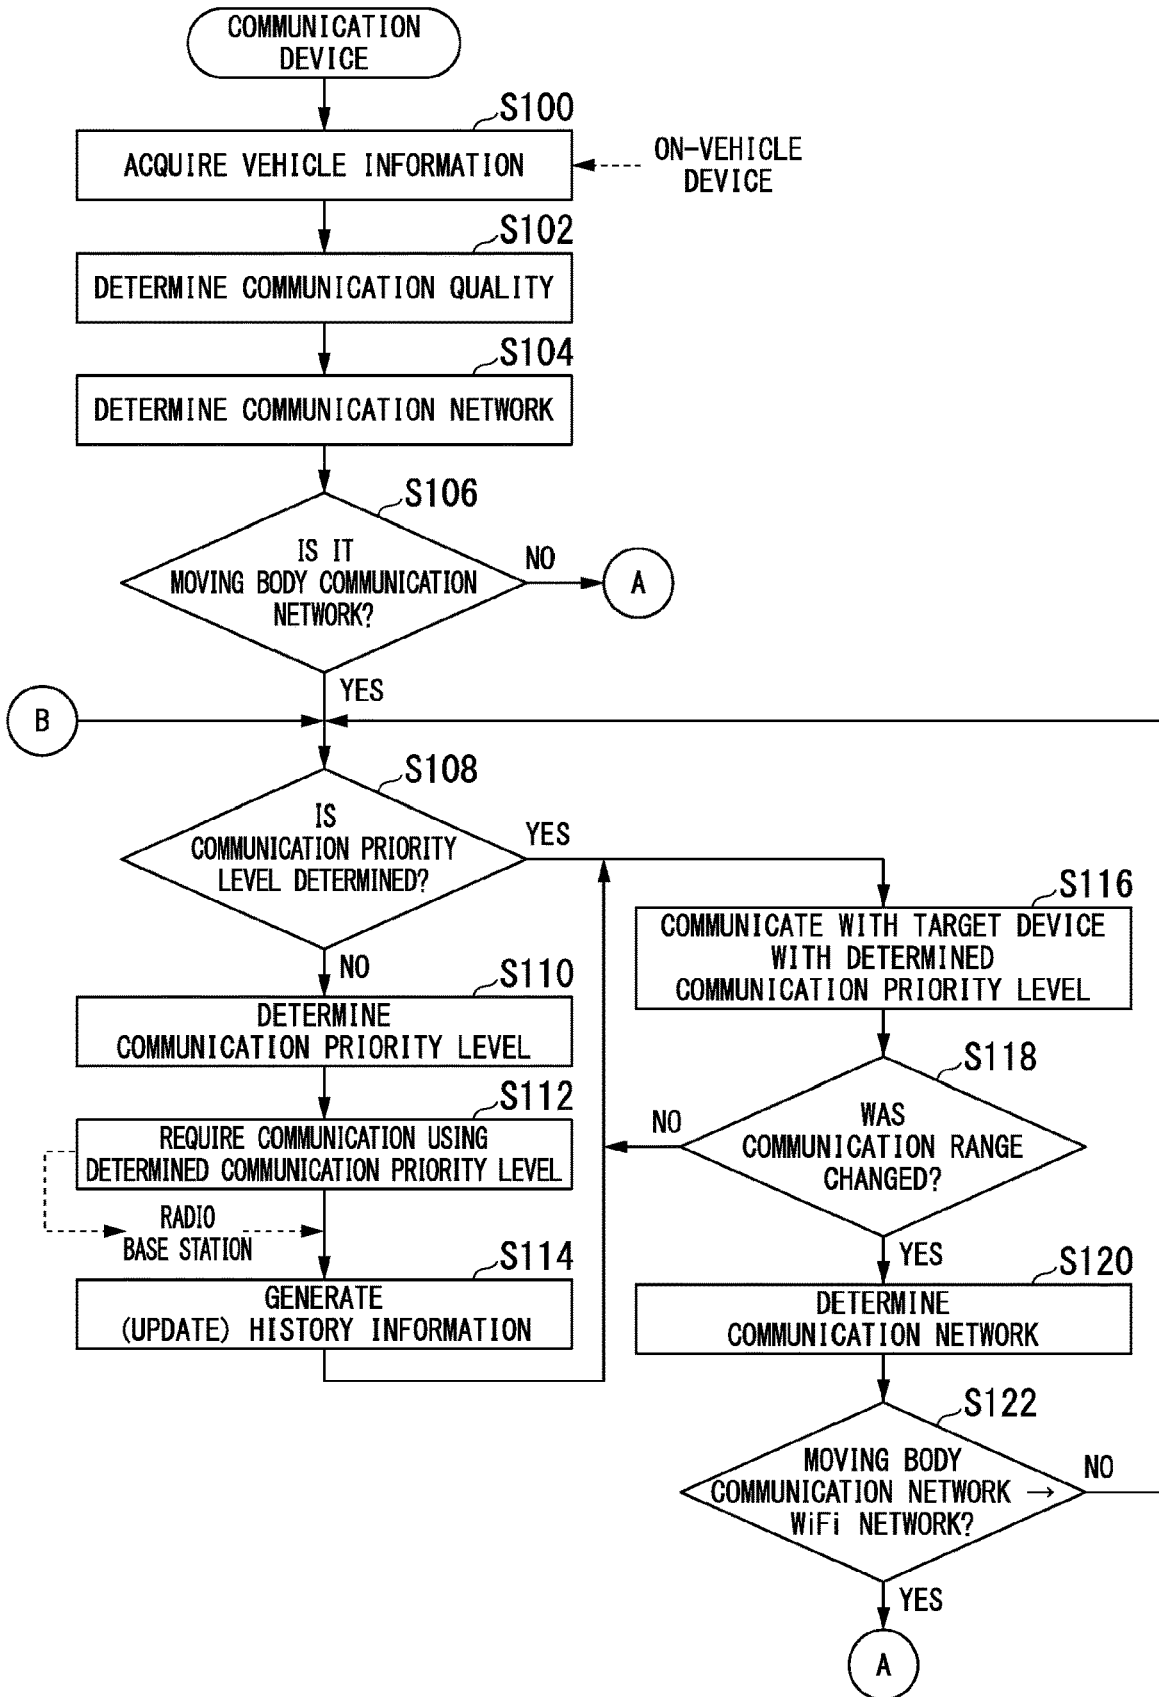 COMMUNICATION
DEVICE
S100
ACQUIRE VEHICLE INFORMATION
ON-VEHICLE
DEVICE
S102
DETERMINE COMMUNICATION QUALITY
S104
DETERMINE COMMUNICATION NETWORK
S106
IS IT
MOVING BODY COMMUNICATION
NETWORK?
NO
A
YES
B
S108
IS
COMMUNICATION PRIORITY
LEVEL DETERMINED?
YES
NO
S110
DETERMINE
COMMUNICATION PRIORITY LEVEL
S112
REQUIRE COMMUNICATION USING
DETERMINED COMMUNICATION PRIORITY LEVEL
RADIO
BASE STATION
S114
GENERATE
(UPDATE) HISTORY INFORMATION
S116
COMMUNICATE WITH TARGET DEVICE
WITH DETERMINED
COMMUNICATION PRIORITY LEVEL
S118
WAS
COMMUNICATION RANGE
CHANGED?
NO
YES
S120
DETERMINE
COMMUNICATION NETWORK
S122
MOVING BODY
COMMUNICATION NETWORK →
WiFi NETWORK?
NO
YES
A